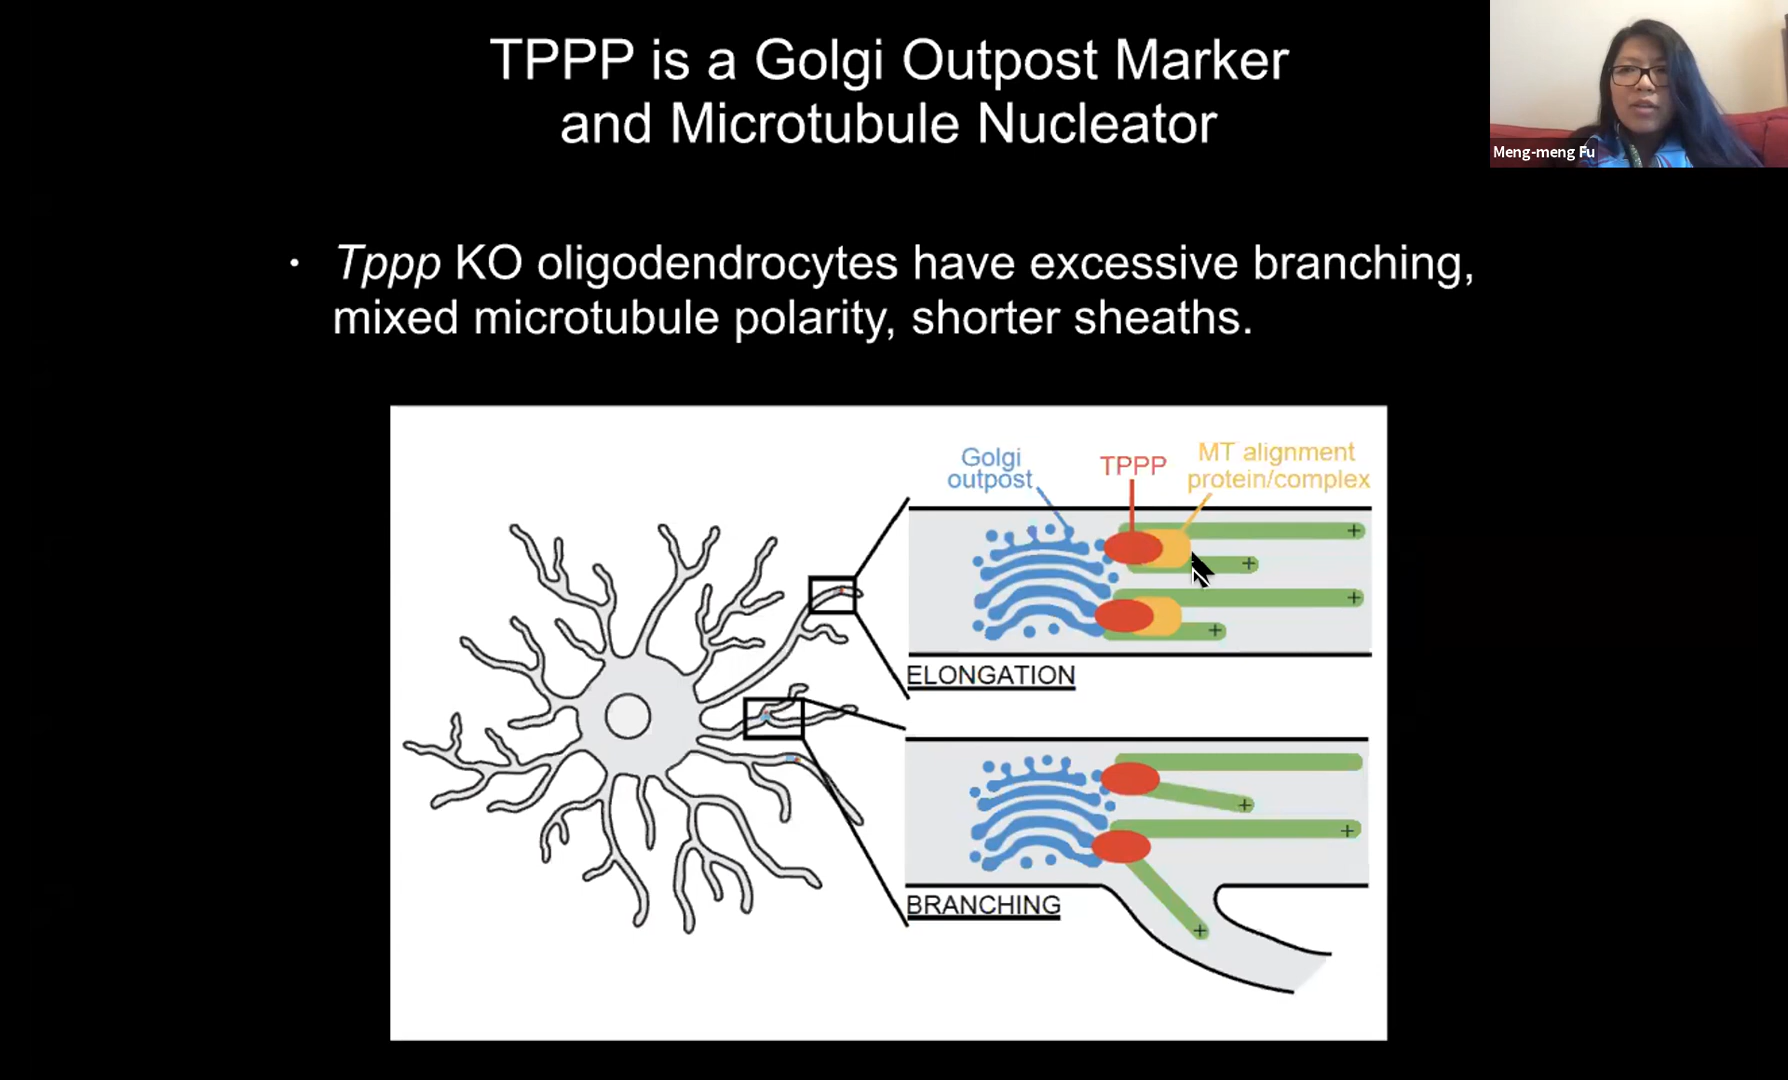 TPPP is a Golgi Outpost Marker
and Microtubule Nucleator
Meng-meng Fu
• Tppp KO oligodendrocytes have excessive branching,
mixed microtubule polarity, shorter sheaths.
Golgi
outpost
TPPP
MT alignment
protein/complex
+
+
+
+
ELONGATION
+
+
+
BRANCHING